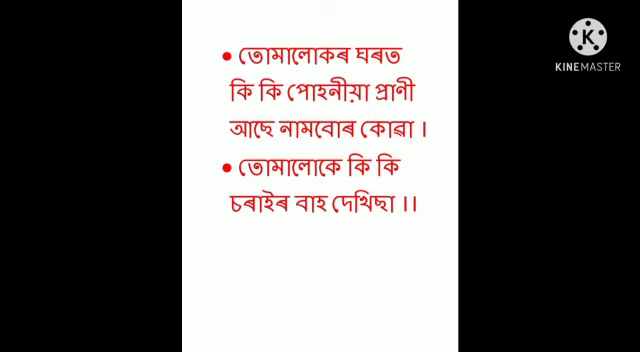 • তোমালোকৰ ঘৰত
কি কি পোহনীয়া প্ৰাণী
আছে নামবোৰ কোৱা ।
• তোমালোকে কি কি
চৰাইৰ বাহ দেখিছা ।।
KINEMASTER